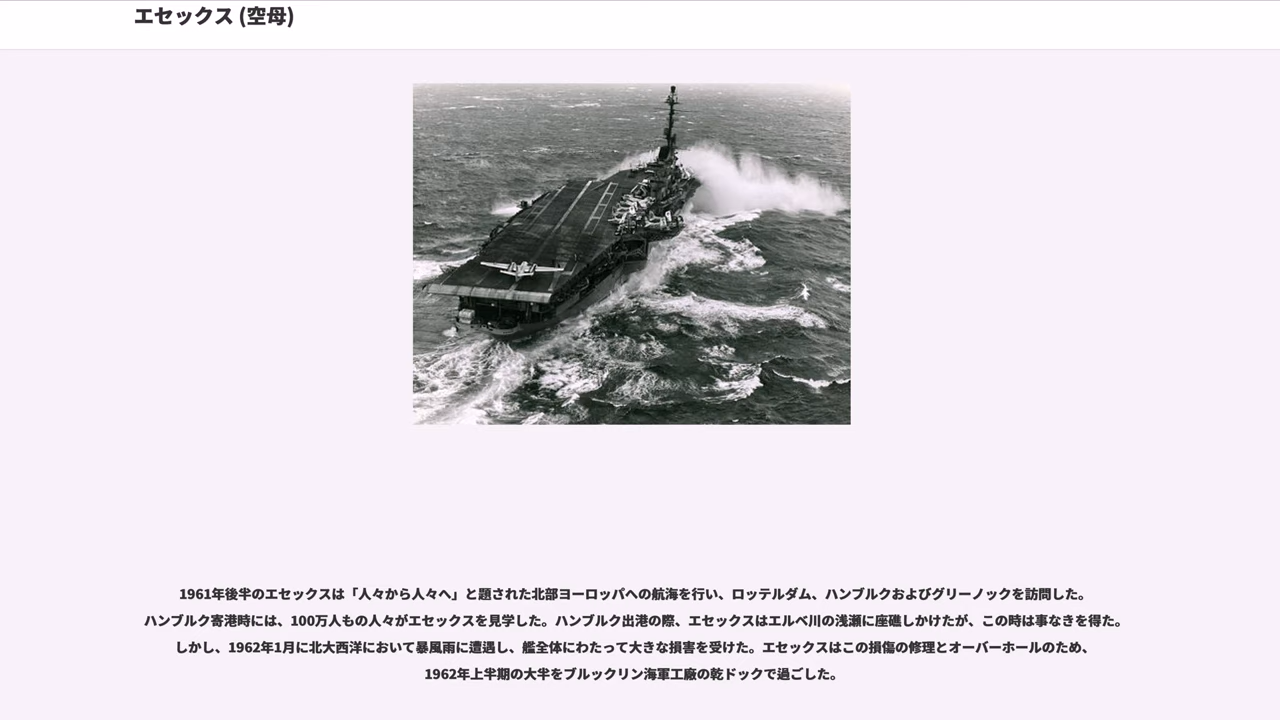 エセックス (空母)
1961年後半のエセックスは「人々から人々へ」と題された北部ヨーロッパへの航海を行い、ロッテルダム、ハンブルクおよびグリーノックを訪問した。
ハンブルク寄港時には、100万人もの人々がエセックスを見学した。ハンブルク出港の際、エセックスはエルベ川の浅瀬に座礁しかけたが、この時は事なきを得た。
しかし、1962年1月に北大西洋において暴風雨に遭遇し、艦全体にわたって大きな損害を受けた。エセックスはこの損傷の修理とオーバーホールのため、
1962年上半期の大半をブルックリン海軍工廠の乾ドックで過ごした。